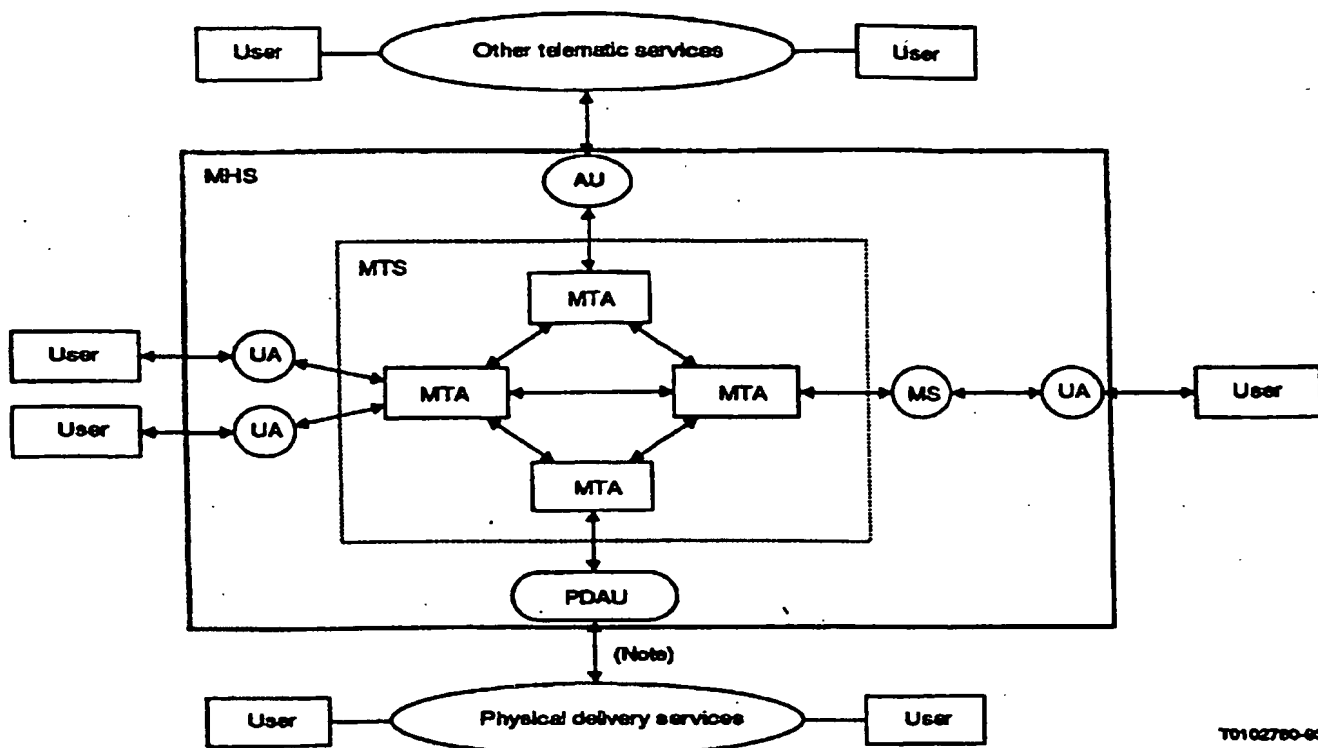 User
Other telematic services
User
MHS
AU
MTS
MTA
User
UA
MTA
MTA
MS
UA
User
User
UA
MTA
PDAU
(Note)
User
Physical delivery services
User